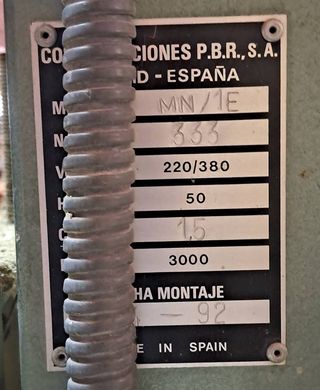 CO CIONES P.B.R., S.A.
D - ESPAÑA
M MN/1E
N 333
V 220/380
H 50
C 1,5
3000
HA MONTAJE
- 92
E IN SPAIN